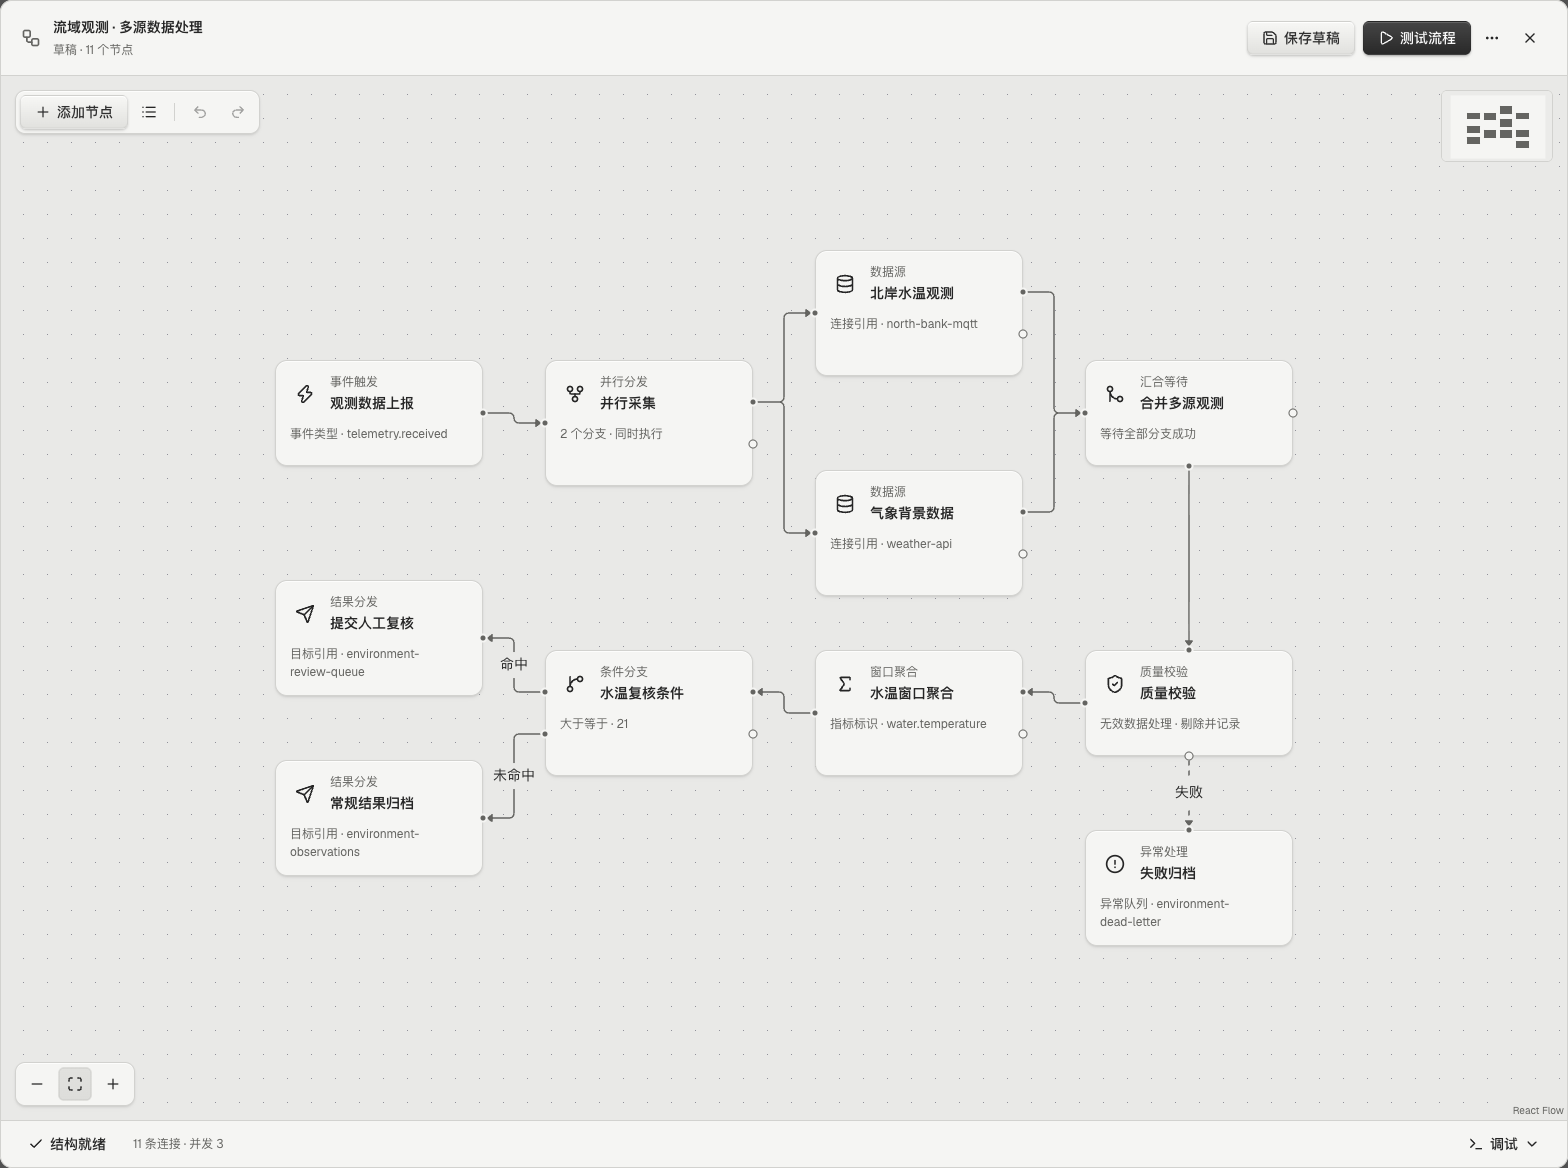 流域观测 · 多源数据处理
草稿 · 11 个节点
保存草稿
测试流程
添加节点
数据源
北岸水温观测
连接引用 · north-bank-mqtt
事件触发
观测数据上报
事件类型 · telemetry.received
并行分发
并行采集
2 个分支 · 同时执行
汇合等待
合并多源观测
等待全部分支成功
数据源
气象背景数据
连接引用 · weather-api
结果分发
提交人工复核
目标引用 · environment-
review-queue
命中
条件分支
水温复核条件
大于等于 · 21
窗口聚合
水温窗口聚合
指标标识 · water.temperature
质量校验
质量校验
无效数据处理 · 剔除并记录
未命中
失败
结果分发
常规结果归档
目标引用 · environment-
observations
异常处理
失败归档
异常队列 · environment-
dead-letter
React Flow
结构就绪
11 条连接 · 并发 3
调试